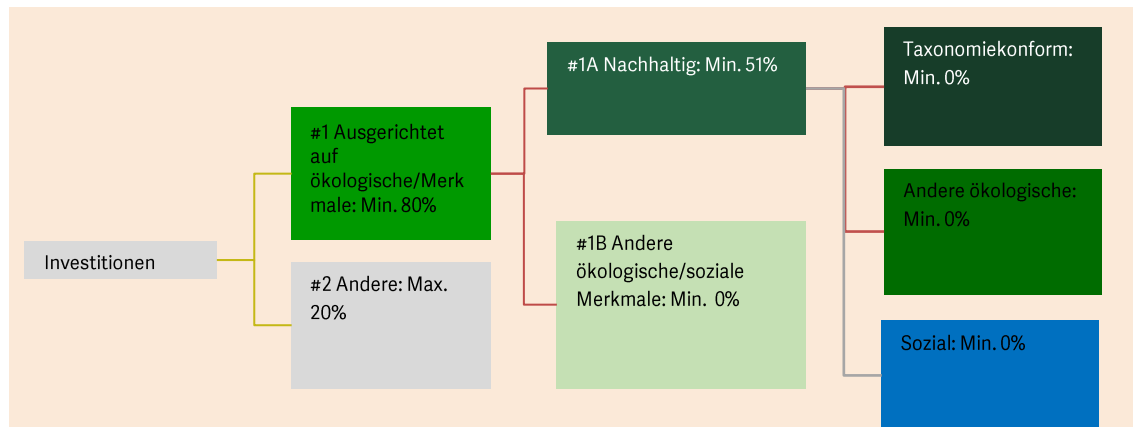 Investitionen
#1 Ausgerichtet
auf
ökologische/Merk
male: Min. 80%
#2 Andere: Max.
20%
#1A Nachhaltig: Min. 51%
#1B Andere
ökologische/soziale
Merkmale: Min. 0%
Taxonomiekonform:
Min. 0%
Andere ökologische:
Min. 0%
Sozial: Min. 0%